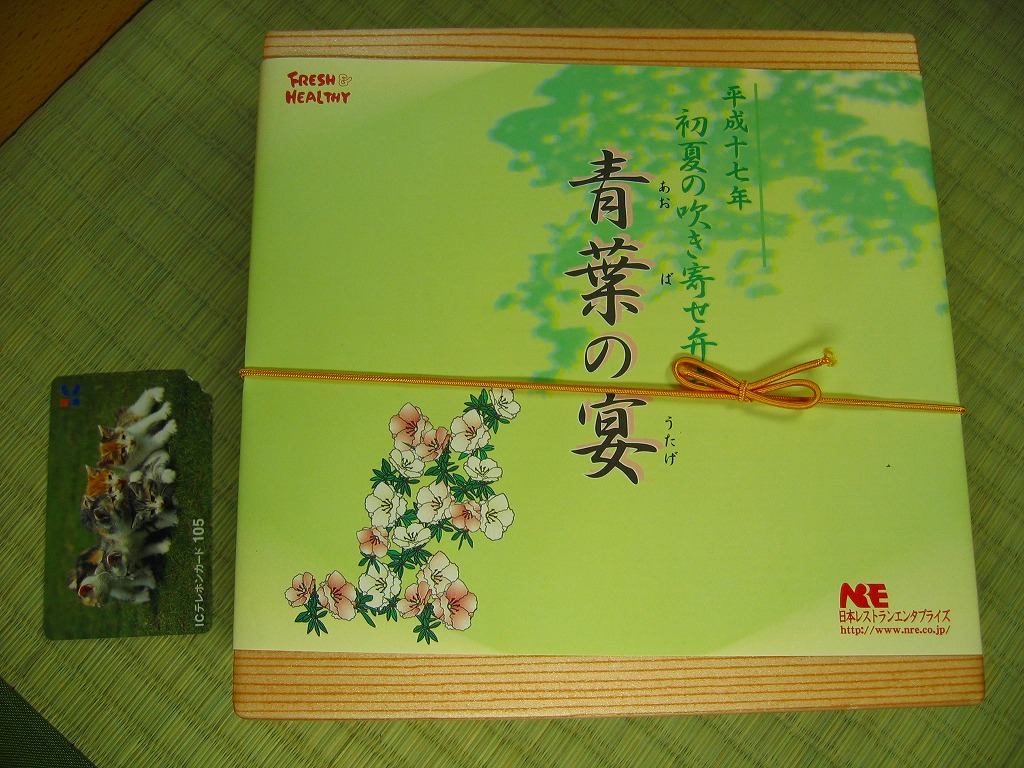 FRESH &
HEALTHY
平成十七年
初夏の吹き寄せ弁
青葉の宴
あお
ば
うたげ
NRE
日本レストランエンタプライズ
http://www.nre.co.jp/
ICテレホンカード 105